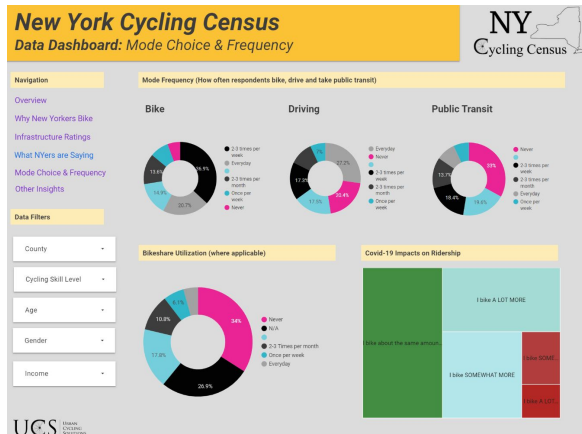 New York Cycling Census
Data Dashboard: Mode Choice & Frequency
NY
Cycling Census
Navigation
Overview
Why New Yorkers Bike
Infrastructure Ratings
What NYers are Saying
Mode Choice & Frequency
Other Insights
Data Filters
County
Cycling Skill Level
Age
Gender
Income
UCS
URBAN
CYCLING
SOLUTIONS
Mode Frequency (How often respondents bike, drive and take public transit)
Bike
36.9%
20.7%
14.9%
13.6%
2-3 times per
week
Everyday
2-3 times per
month
Once per
week
Never
Driving
27.2%
20.4%
17.5%
17.3%
Everyday
Never
2-3 times per
week
2-3 times per
month
Once per
week
Public Transit
33%
19.6%
18.4%
12.7%
Never
2-3 times per
week
2-3 times per
month
Everyday
Once per
week
Bikeshare Utilization (where applicable)
34%
26.9%
17.8%
10.8%
6.1%
Never
N/A
2-3 Times per month
Once per week
Everyday
Covid-19 Impacts on Ridership
I bike about the same amoun...
I bike A LOT MORE
I bike SOMEWHAT MORE
I bike SOME...
I bike A LOT...